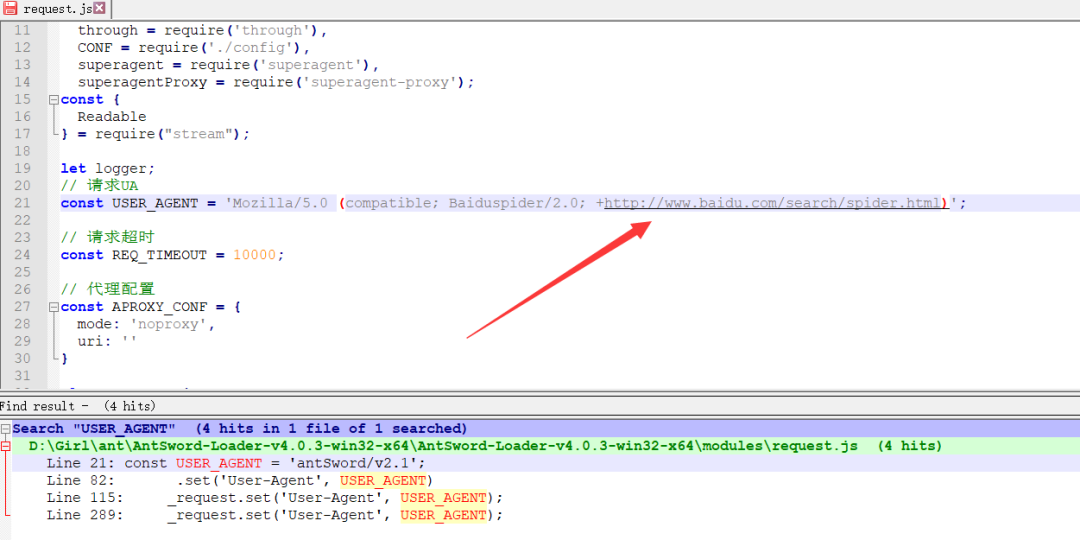 request.js
11 through = require('through'),
12 CONF = require('./config'),
13 superagent = require('superagent'),
14 superagentProxy = require('superagent-proxy');
15 const {
16 Readable
17 } = require("stream");
18
19 let logger;
20 // 请求UA
21 const USER_AGENT = 'Mozilla/5.0 (compatible; Baiduspider/2.0; +http://www.baidu.com/search/spider.html)';
22
23 // 请求超时
24 const REQ_TIMEOUT = 10000;
25
26 // 代理配置
27 const APROXY_CONF = {
28 mode: 'noproxy',
29 uri: ''
30 }
31
Find result - (4 hits)
Search "USER_AGENT" (4 hits in 1 file of 1 searched)
D:\Girl\ant\AntSword-Loader-v4.0.3-win32-x64\AntSword-Loader-v4.0.3-win32-x64\modules\request.js (4 hits)
Line 21: const USER_AGENT = 'antSword/v2.1';
Line 82: .set('User-Agent', USER_AGENT)
Line 115: _request.set('User-Agent', USER_AGENT);
Line 289: _request.set('User-Agent', USER_AGENT);